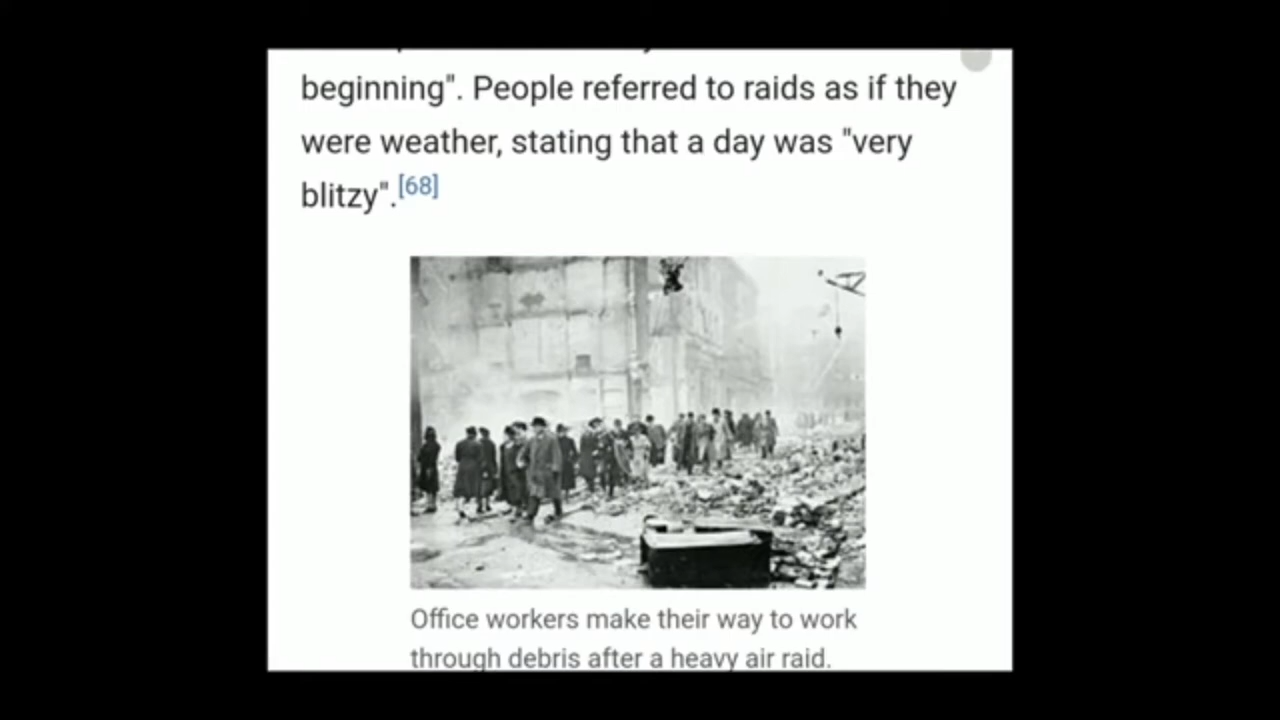 beginning". People referred to raids as if they
were weather, stating that a day was "very
blitzy".[68]
Office workers make their way to work
through debris after a heavy air raid.